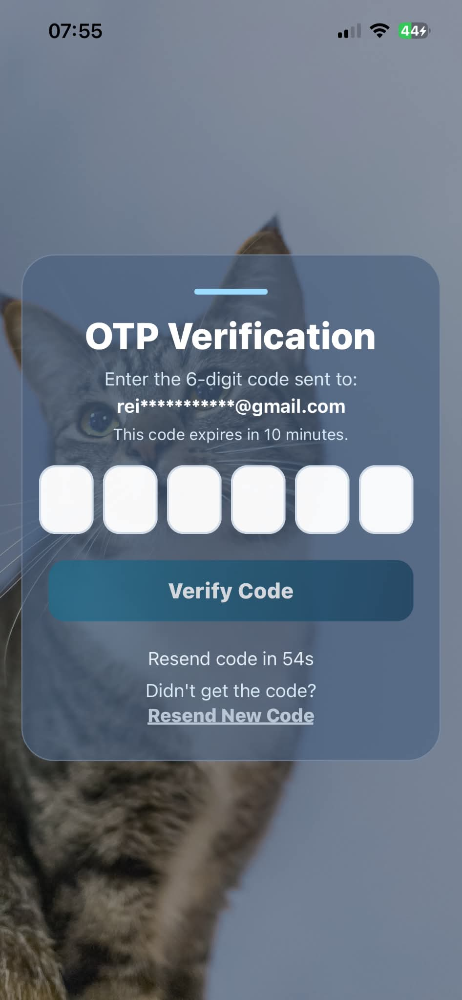 07:55
44
OTP Verification
Enter the 6-digit code sent to:
rei***********@gmail.com
This code expires in 10 minutes.
Verify Code
Resend code in 54s
Didn't get the code?
Resend New Code